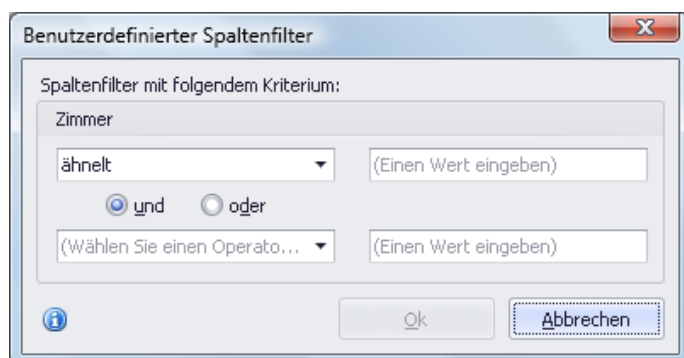 Benutzerdefinierter Spaltenfilter
Spaltenfilter mit folgendem Kriterium:
Zimmer
ähnelt (Einen Wert eingeben)
und oder
(Wählen Sie einen Operato... (Einen Wert eingeben)
Ok Abbrechen